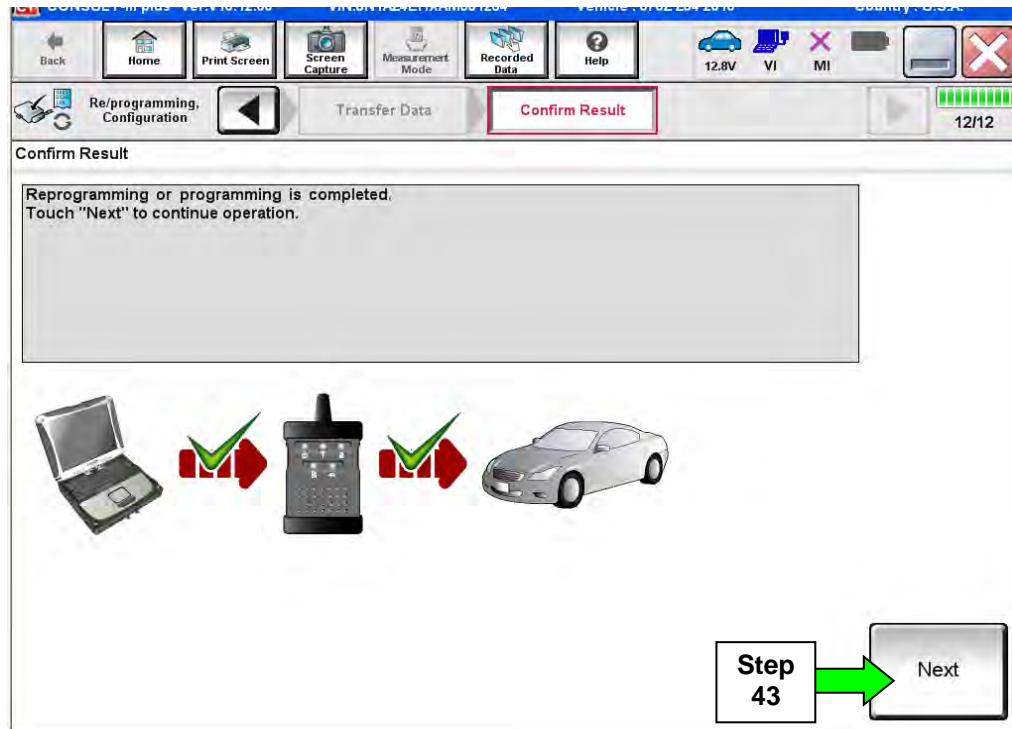 Back
Home
Print Screen
Screen
Capture
Measurement
Mode
Recorded
Data
Help
12.8V
VI
MI
Re/programming,
Configuration
Transfer Data
Confirm Result
12/12
Confirm Result
Reprogramming or programming is completed.
Touch "Next" to continue operation.
Step
43
Next